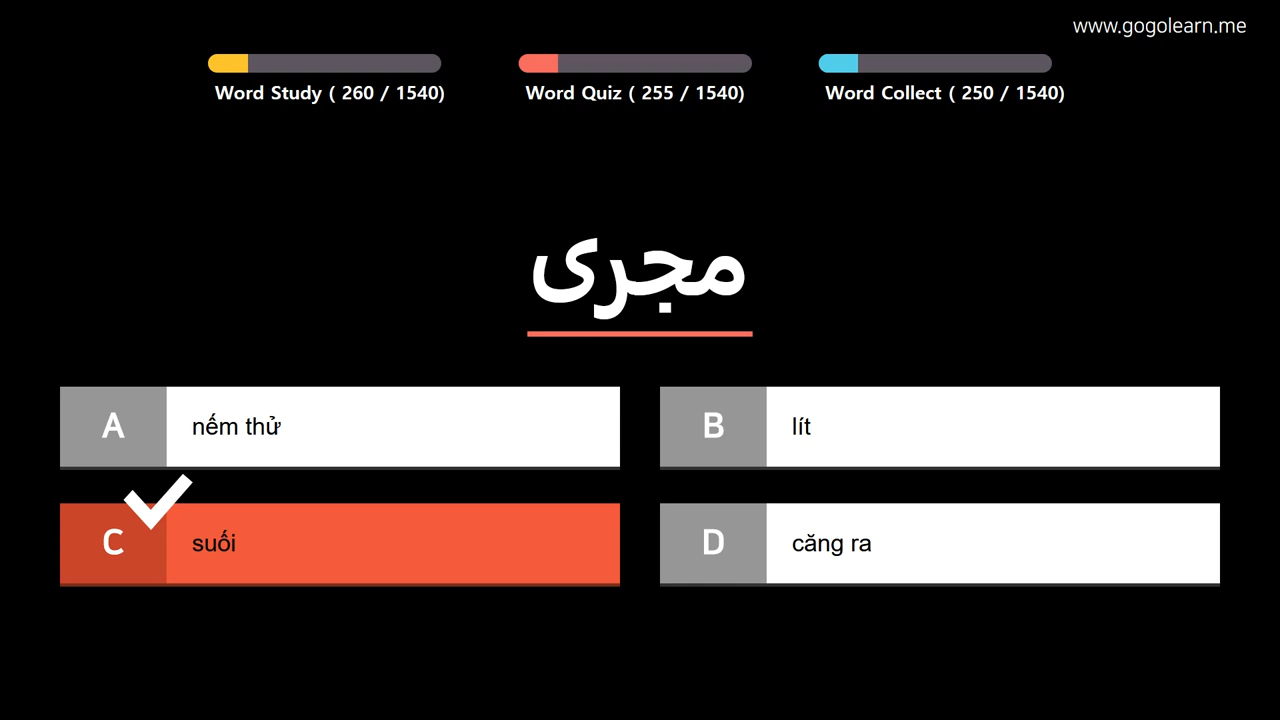 www.gogolearn.me
Word Study ( 260 / 1540)
Word Quiz ( 255 / 1540)
Word Collect ( 250 / 1540)
مجرى
A
nếm thử
B
lít
C
suối
D
căng ra